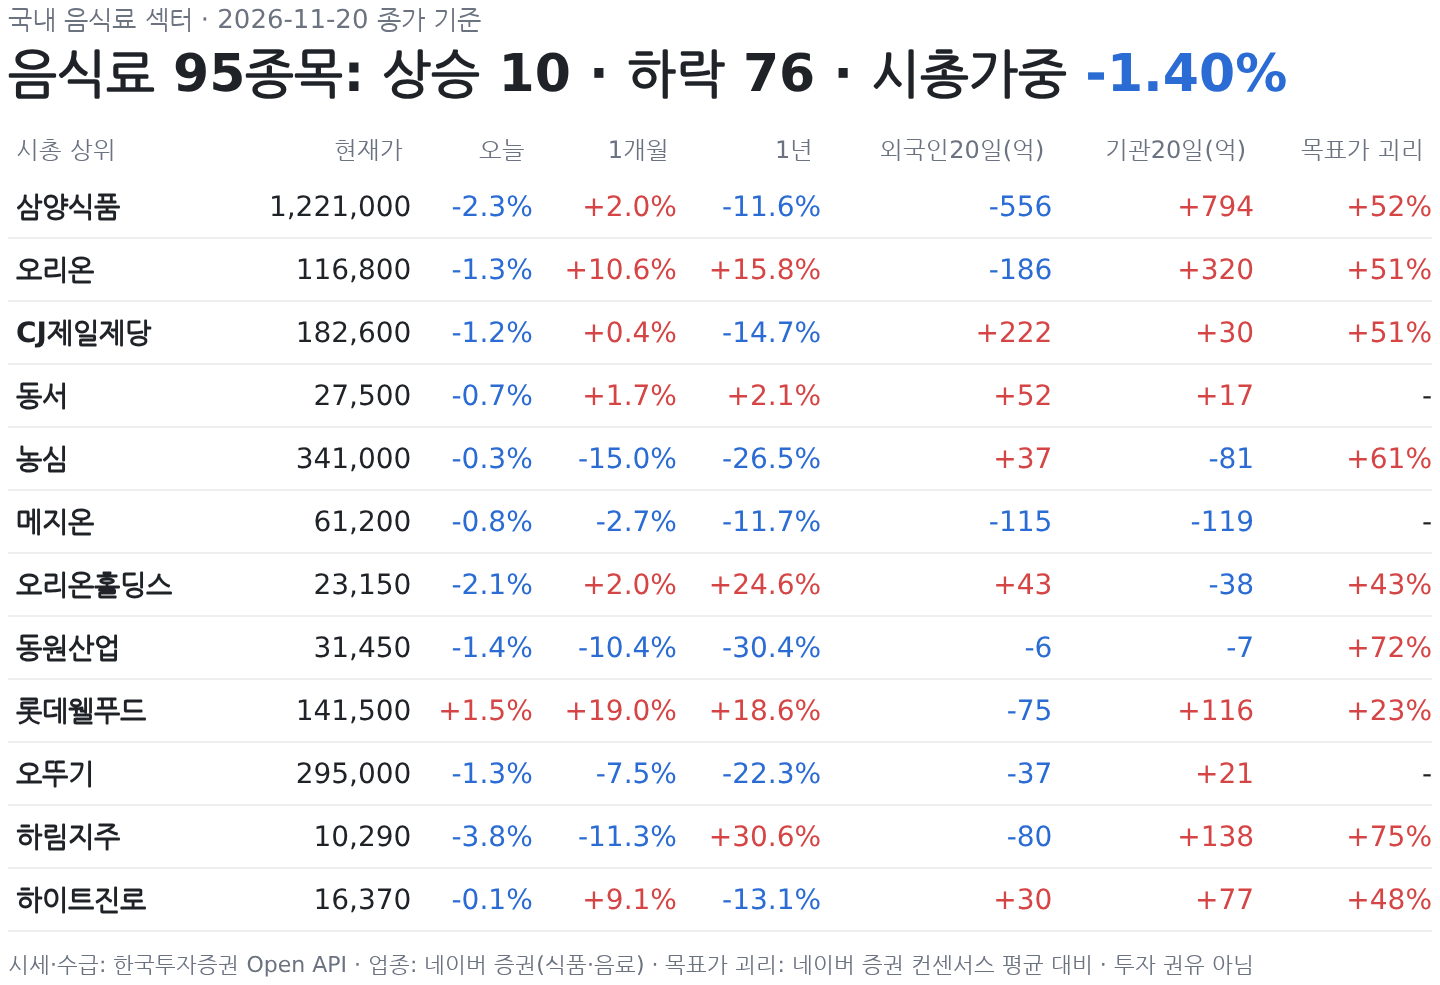 국내 음식료 섹터 · 2026-11-20 종가 기준
음식료 95종목: 상승 10 · 하락 76 · 시총가중 -1.40%
시총 상위 현재가 오늘 1개월 1년 외국인20일(억) 기관20일(억) 목표가 괴리
삼양식품 1,221,000 -2.3% +2.0% -11.6% -556 +794 +52%
오리온 116,800 -1.3% +10.6% +15.8% -186 +320 +51%
CJ제일제당 182,600 -1.2% +0.4% -14.7% +222 +30 +51%
동서 27,500 -0.7% +1.7% +2.1% +52 +17 -
농심 341,000 -0.3% -15.0% -26.5% +37 -81 +61%
메지온 61,200 -0.8% -2.7% -11.7% -115 -119 -
오리온홀딩스 23,150 -2.1% +2.0% +24.6% +43 -38 +43%
동원산업 31,450 -1.4% -10.4% -30.4% -6 -7 +72%
롯데웰푸드 141,500 +1.5% +19.0% +18.6% -75 +116 +23%
오뚜기 295,000 -1.3% -7.5% -22.3% -37 +21 -
하림지주 10,290 -3.8% -11.3% +30.6% -80 +138 +75%
하이트진로 16,370 -0.1% +9.1% -13.1% +30 +77 +48%
시세·수급: 한국투자증권 Open API · 업종: 네이버 증권(식품·음료) · 목표가 괴리: 네이버 증권 컨센서스 평균 대비 · 투자 권유 아님